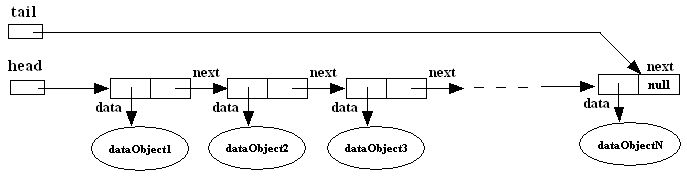 tail
head
next
next
next
next
null
data
data
data
data
dataObject1
dataObject2
dataObject3
dataObjectN